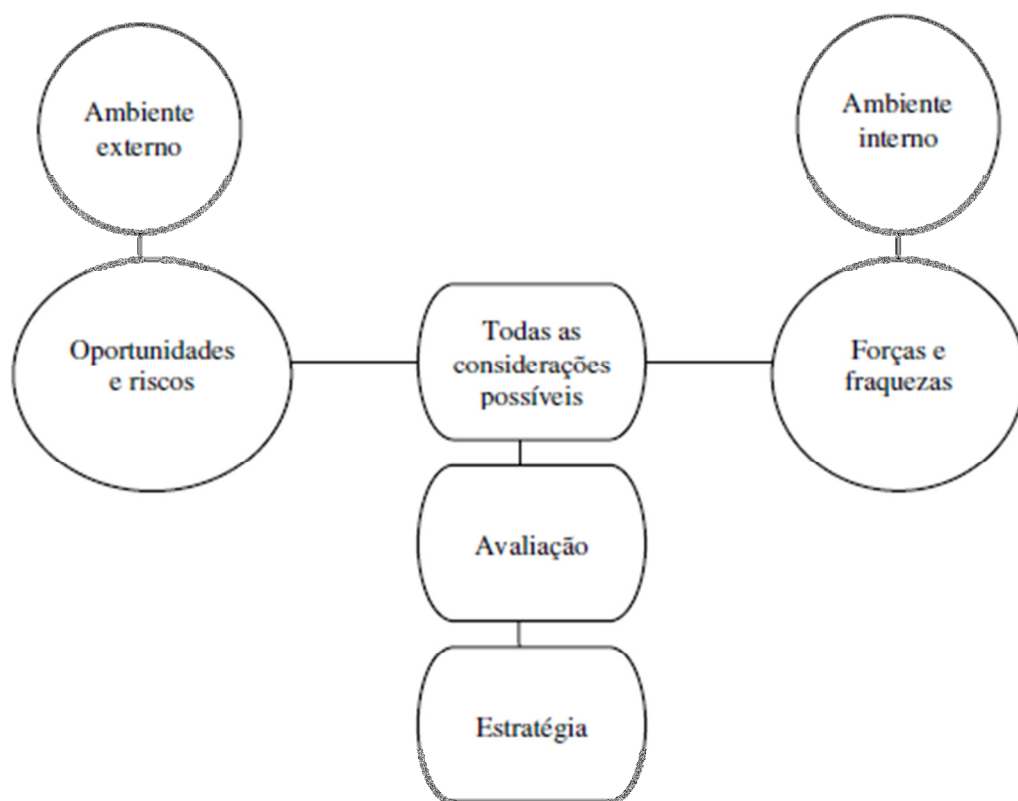 Ambiente
externo
Ambiente
interno
Oportunidades
e riscos
Todas as
considerações
possíveis
Forças e
fraquezas
Avaliação
Estratégia